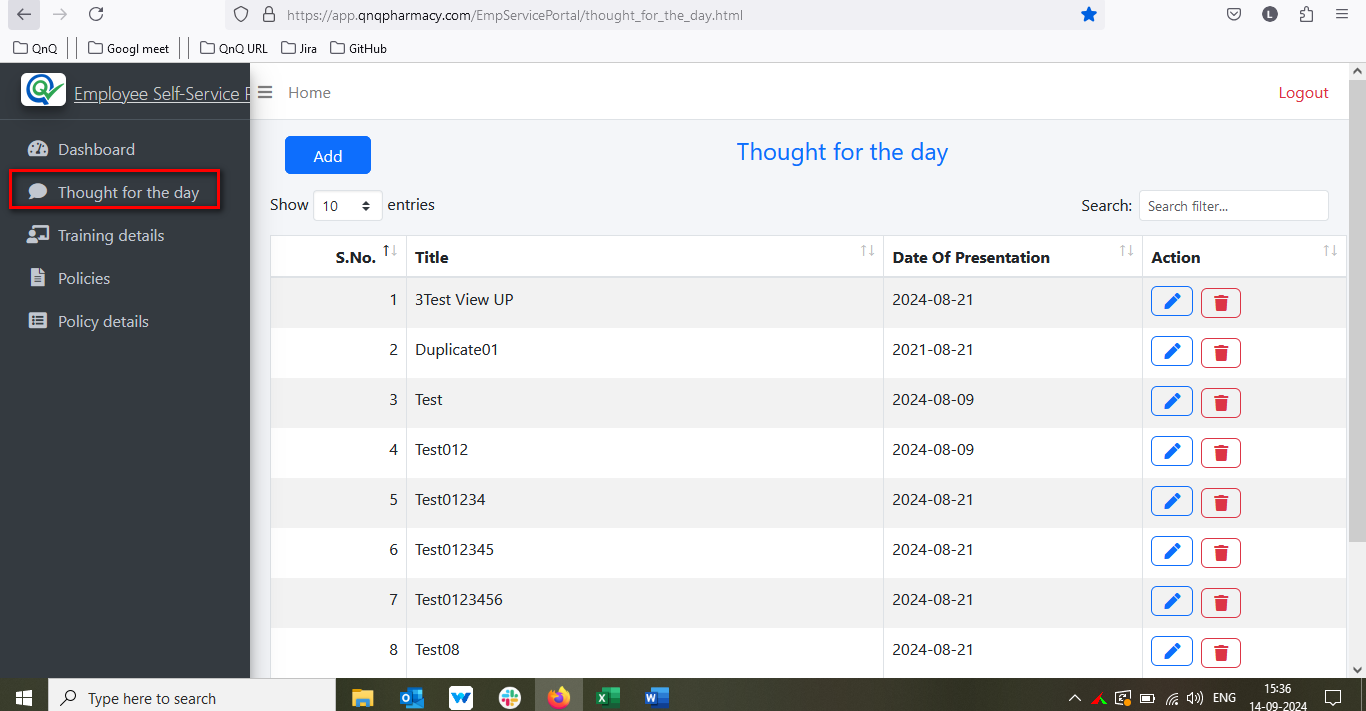 https://app.qnqpharmacy.com/EmpServicePortal/thought_for_the_day.html
L
QnQ
Googl meet
QnQ URL
Jira
GitHub
Employee Self-Service P
Home
Logout
Dashboard
Thought for the day
Training details
Policies
Policy details
Add
Thought for the day
Show 10 entries
Search: Search filter...
S.No. Title Date Of Presentation Action
1 3Test View UP 2024-08-21
2 Duplicate01 2021-08-21
3 Test 2024-08-09
4 Test012 2024-08-09
5 Test01234 2024-08-21
6 Test012345 2024-08-21
7 Test0123456 2024-08-21
8 Test08 2024-08-21
Type here to search
ENG
15:36
14-09-2024